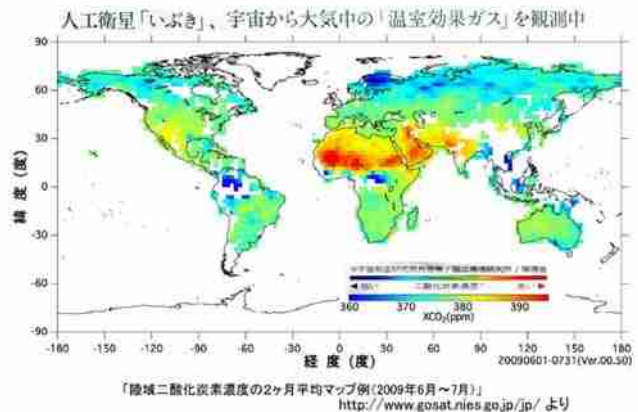 人工衛星「いぶき」、宇宙から大気中の「温室効果ガス」を観測中
90
60
30
0
-30
-60
-90
緯度(度)
低い 二酸化炭素濃度 高い
360 370 380 390
XCO2(ppm)
-160 -150 -120 -90 -60 -30 0 30 60 90 120 150 180
経度(度)
20090601-0731(Ver.00.50)
「陸域二酸化炭素濃度の2ヶ月平均マップ例(2009年6月～7月)」
http://www.gosat.nies.go.jp/jp/ より